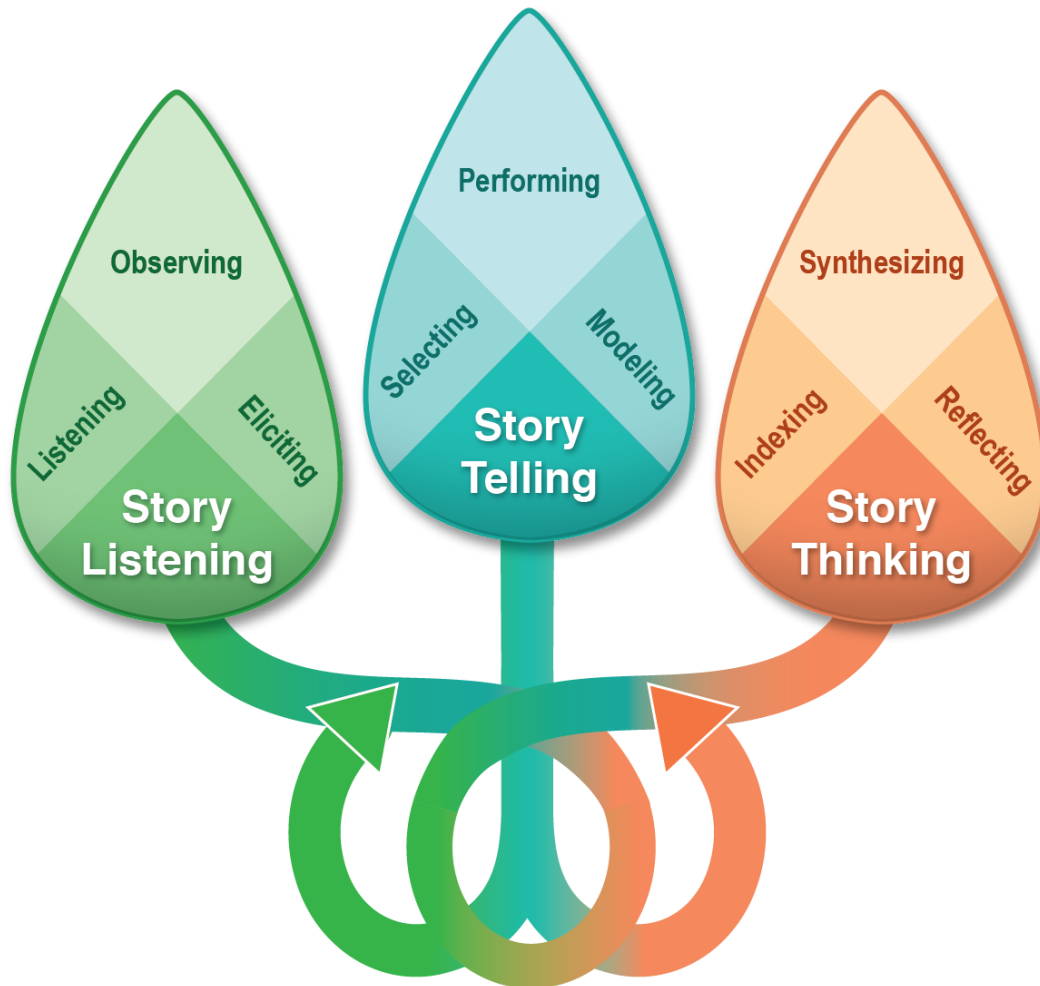 Observing
Listening
Eliciting
Story
Listening
Performing
Selecting
Modeling
Story
Telling
Synthesizing
Indexing
Reflecting
Story
Thinking